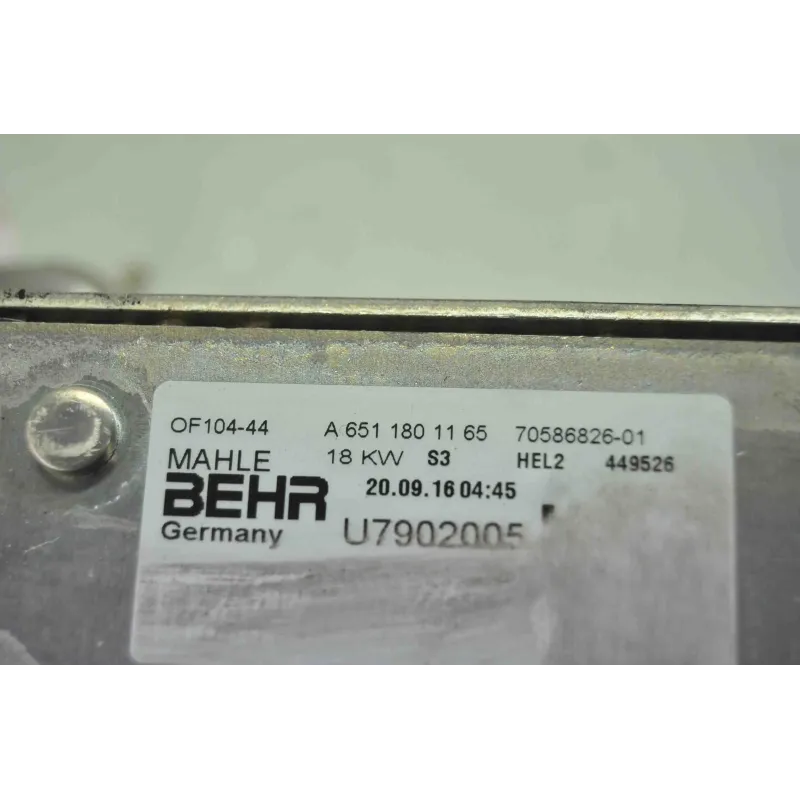 OF104-44 A 651 180 11 65 70586826-01
MAHLE 18 KW S3 HEL2 449526
BEHR 20.09.16 04:45
Germany U7902005